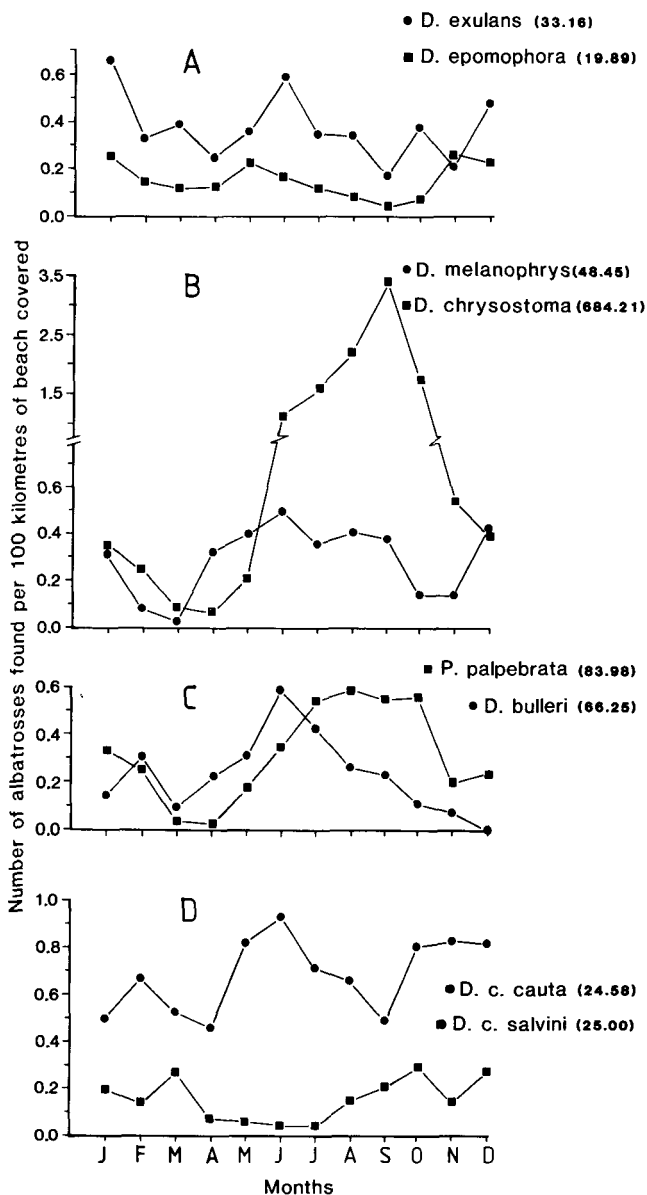 Number of albatrosses found per 100 kilometres of beach covered
● D. exulans (33.16)
■ D. epomophora (19.89)
A
0.6
0.4
0.2
0.0
● D. melanophrys (48.45)
■ D. chrysostoma (684.21)
B
3.5
2.5
1.5
0.6
0.4
0.2
0.0
■ P. palpebrata (83.98)
● D. bulleri (66.25)
C
0.6
0.4
0.2
0.0
D
1.0
0.8
0.6
0.4
0.2
0.0
● D. c. cauta (24.58)
■ D. c. salvini (25.00)
J F M A M J J A S O N D
Months